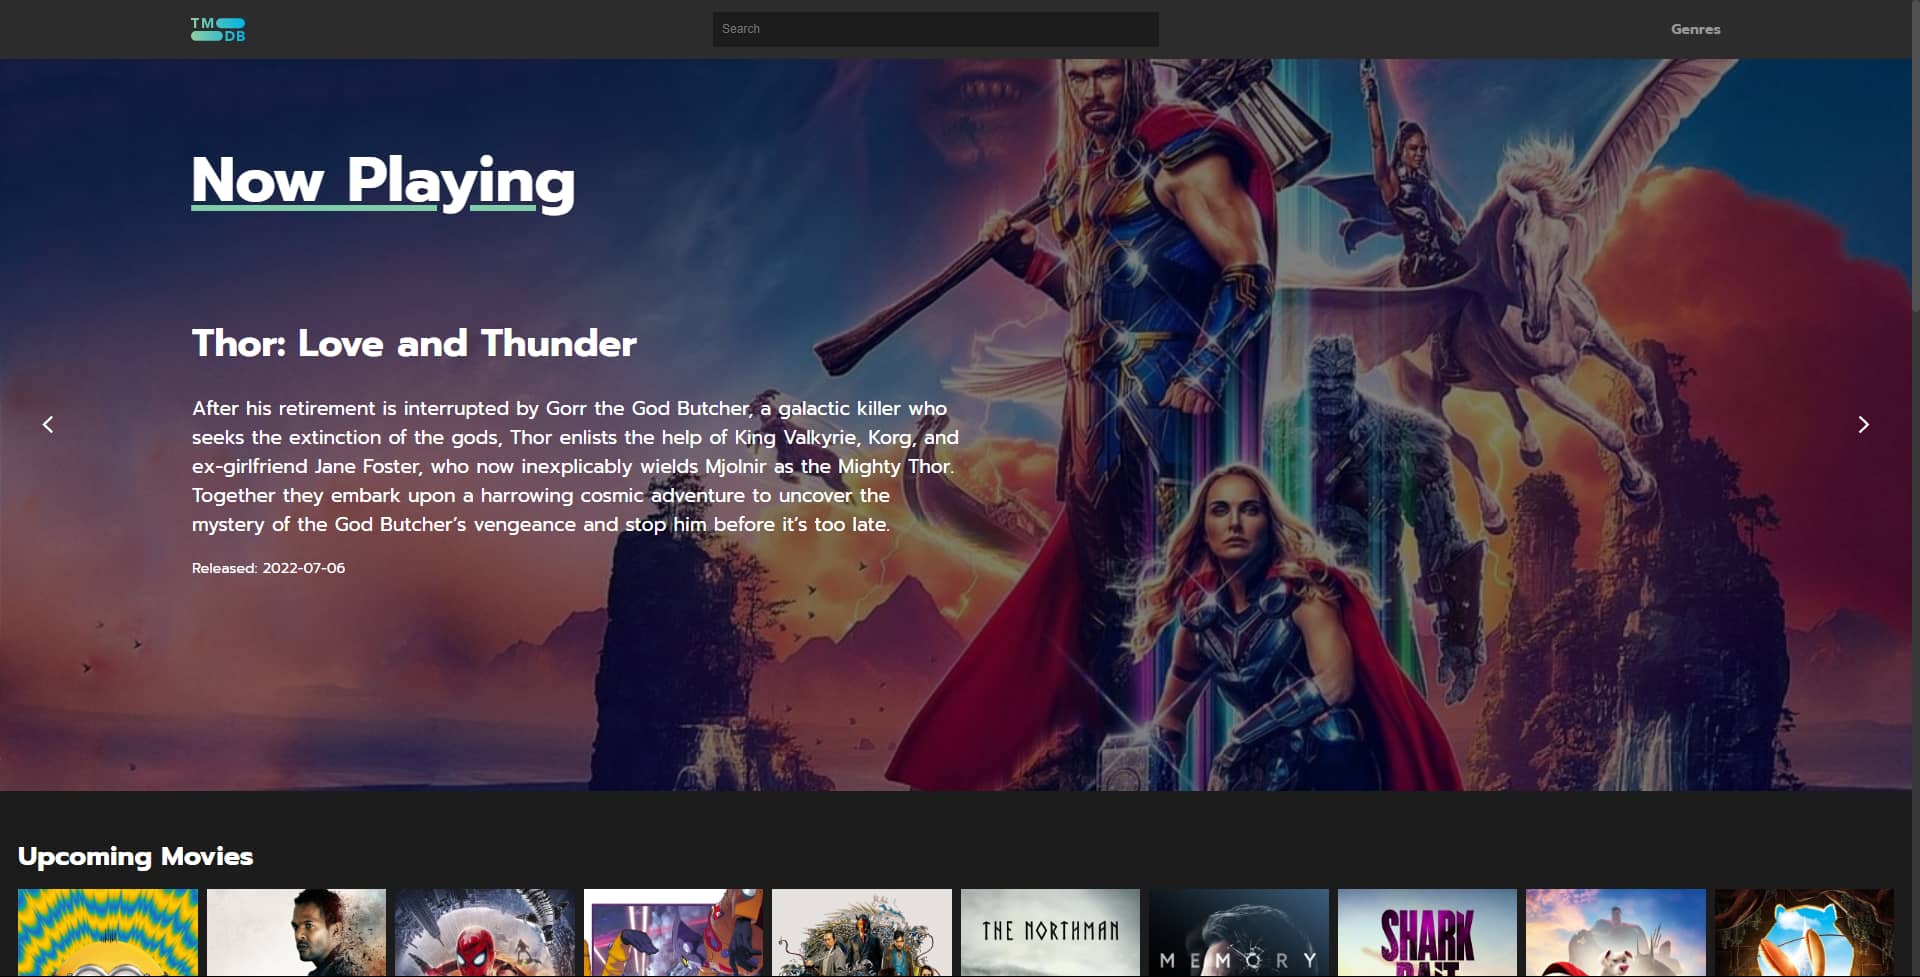 TM
DB
Search
Genres
Now Playing
Thor: Love and Thunder
After his retirement is interrupted by Gorr the God Butcher, a galactic killer who
seeks the extinction of the gods, Thor enlists the help of King Valkyrie, Korg, and
ex-girlfriend Jane Foster, who now inexplicably wields Mjolnir as the Mighty Thor.
Together they embark upon a harrowing cosmic adventure to uncover the
mystery of the God Butcher’s vengeance and stop him before it’s too late.
Released: 2022-07-06
Upcoming Movies
THE NORTHMAN
MEMORY
SHARK
BAIT